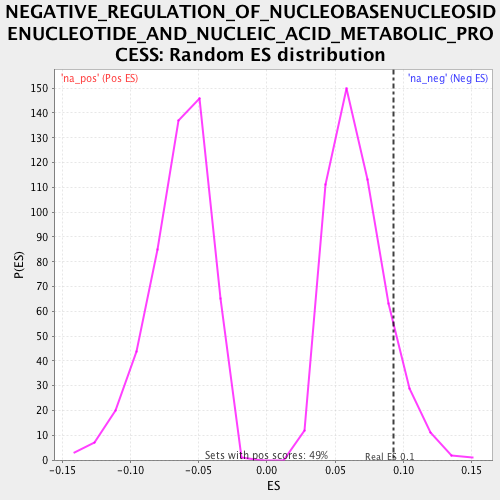 NEGATIVE_REGULATION_OF_NUCLEOBASENUCLEOSID
ENUCLEOTIDE_AND_NUCLEIC_ACID_METABOLIC_PRO
CESS: Random ES distribution
'na_pos' (Pos ES)
'na_neg' (Neg ES)
150
140
130
120
110
100
90
80
70
60
50
40
30
20
10
0
P(ES)
Sets with pos scores: 49%
Real ES 0.1
-0.15
-0.10
-0.05
0.00
0.05
0.10
0.15
ES